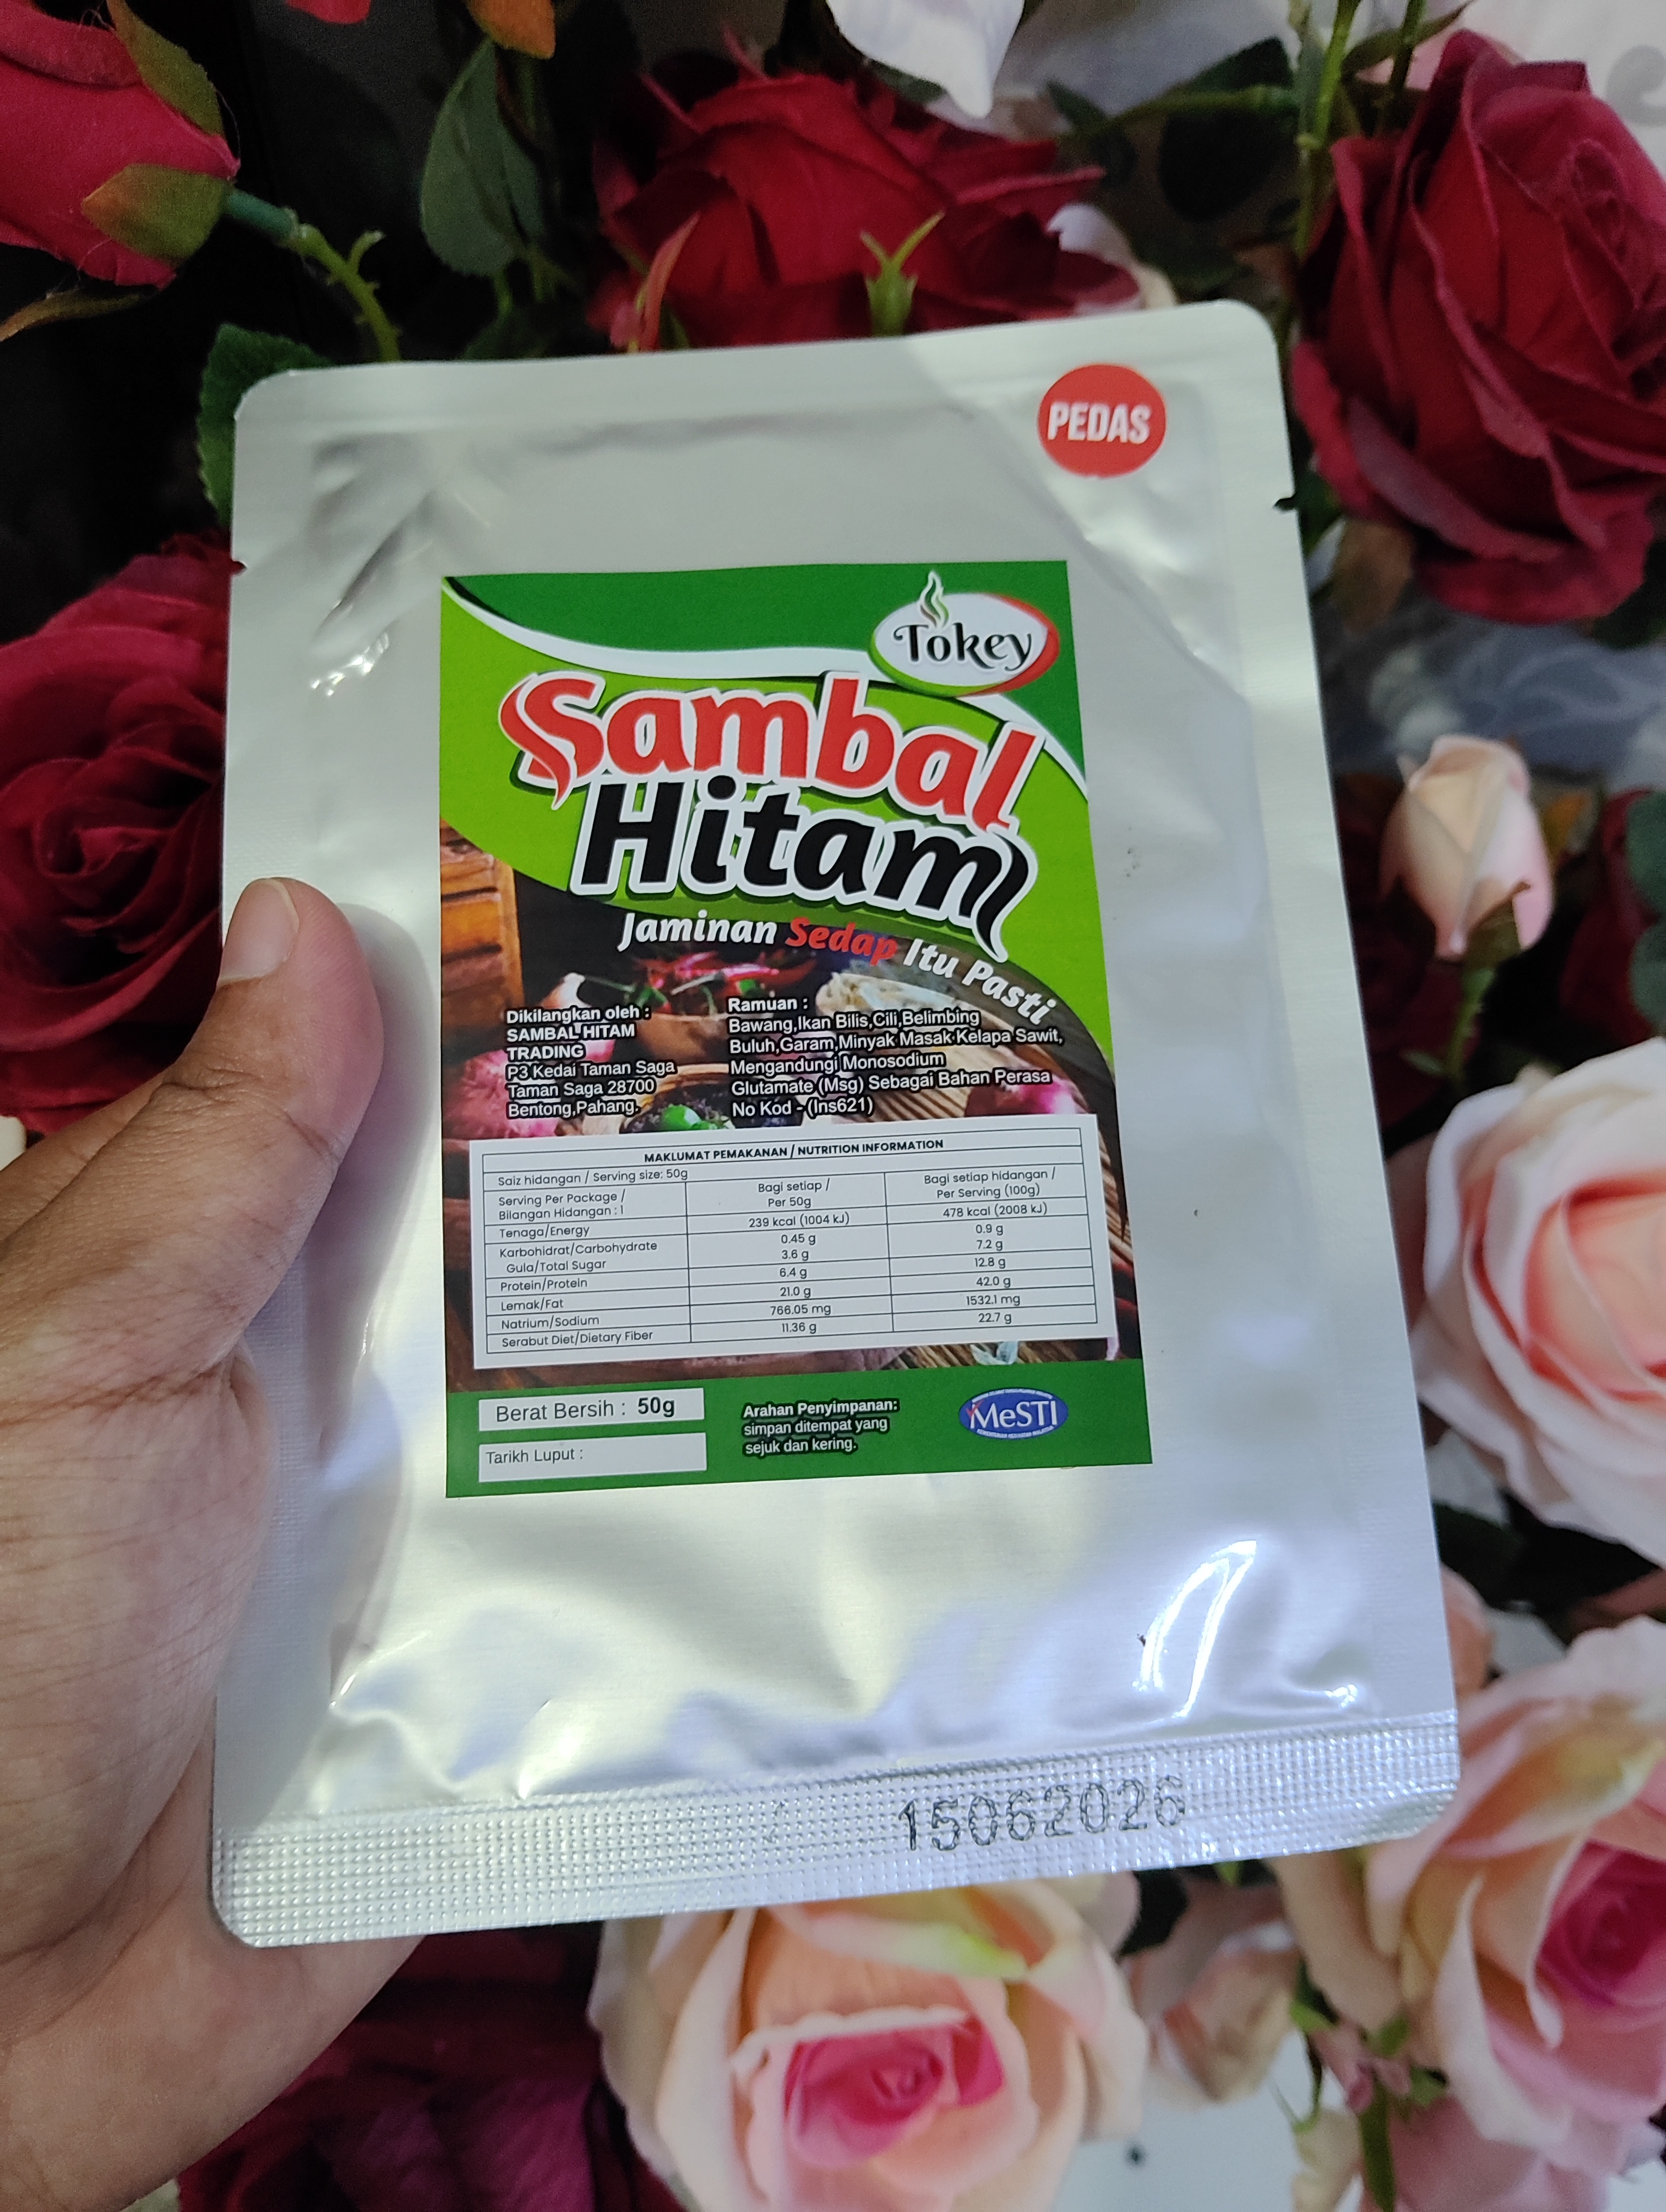 PEDAS
Tokey
Sambal
Hitam
Jaminan Sedap Itu Pasti
Dikilangkan oleh :
SAMBAL HITAM
TRADING
P3 Kedai Taman Saga
Taman Saga 28700
Bentong,Pahang.
Ramuan :
Bawang,Ikan Bilis,Cili,Belimbing
Buluh,Garam,Minyak Masak Kelapa Sawit,
Mengandungi Monosodium
Glutamate (Msg) Sebagai Bahan Perasa
No Kod - (Ins621)
MAKLUMAT PEMAKANAN / NUTRITION INFORMATION
Saiz hidangan / Serving size: 50g
Serving Per Package /
Bilangan Hidangan : 1
Bagi setiap /
Per 50g
Bagi setiap hidangan /
Per Serving (100g)
Tenaga/Energy 239 kcal (1004 kJ) 478 kcal (2008 kJ)
Karbohidrat/Carbohydrate 0.45 g 0.9 g
Gula/Total Sugar 3.6 g 7.2 g
Protein/Protein 6.4 g 12.8 g
Lemak/Fat 21.0 g 42.0 g
Natrium/Sodium 766.05 mg 1532.1 mg
Serabut Diet/Dietary Fiber 11.36 g 22.7 g
Berat Bersih : 50g
Tarikh Luput :
Arahan Penyimpanan:
simpan ditempat yang
sejuk dan kering.
MeSTI
15062026